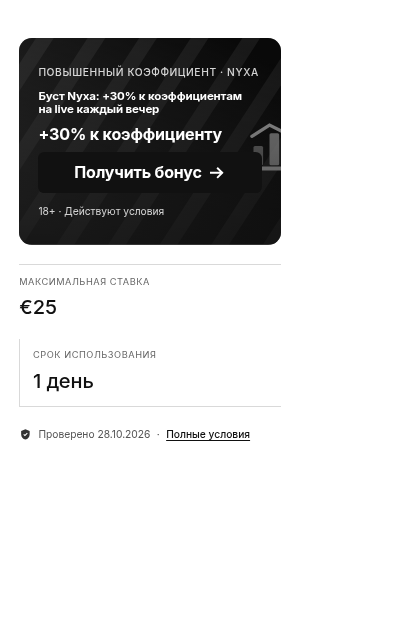 ПОВЫШЕННЫЙ КОЭФФИЦИЕНТ · NYXA
Буст Nyxa: +30% к коэффициентам
на live каждый вечер
+30% к коэффициенту
Получить бонус →
18+ · Действуют условия
МАКСИМАЛЬНАЯ СТАВКА
€25
СРОК ИСПОЛЬЗОВАНИЯ
1 день
Проверено 28.10.2026 · Полные условия